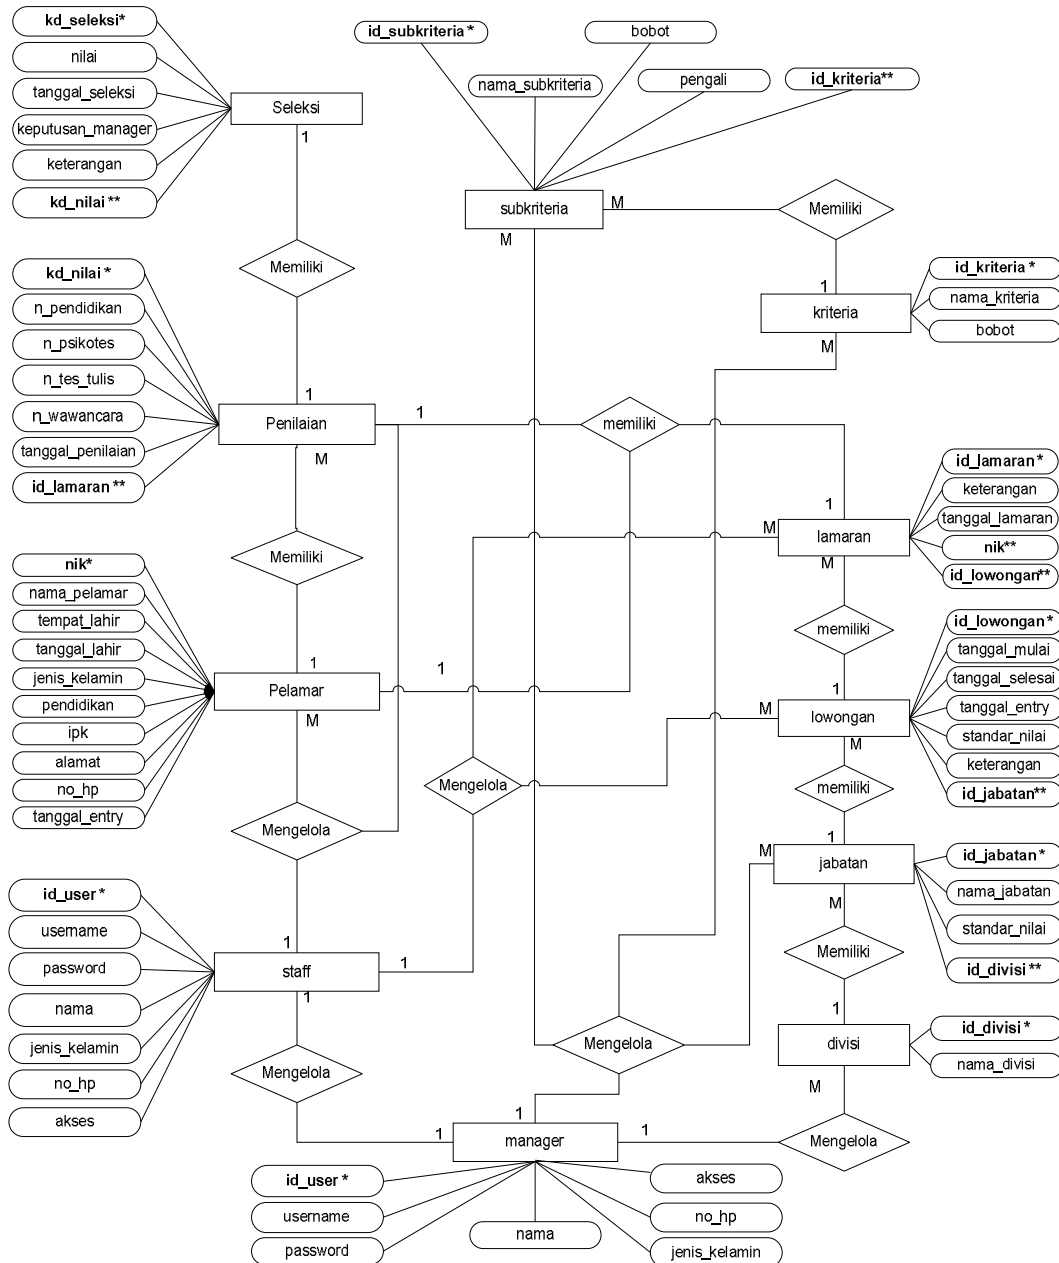 kd_seleksi*
nilai
tanggal_seleksi
keputusan_manager
keterangan
kd_nilai **
Seleksi
1
id_subkriteria *
bobot
nama_subkriteria
pengali
id_kriteria**
subkriteria
M
M
Memiliki
1
kriteria
M
id_kriteria *
nama_kriteria
bobot
Memiliki
kd_nilai *
n_pendidikan
n_psikotes
n_tes_tulis
n_wawancara
tanggal_penilaian
id_lamaran **
1
Penilaian
1
M
memiliki
Memiliki
1
lamaran
M
M
id_lamaran *
keterangan
tanggal_lamaran
nik**
id_lowongan**
memiliki
nik*
nama_pelamar
tempat_lahir
tanggal_lahir
jenis_kelamin
pendidikan
ipk
alamat
no_hp
tanggal_entry
1
Pelamar
1
M
1
M
lowongan
M
id_lowongan *
tanggal_mulai
tanggal_selesai
tanggal_entry
standar_nilai
keterangan
id_jabatan**
Mengelola
memiliki
Mengelola
1
M
jabatan
M
id_jabatan *
nama_jabatan
standar_nilai
id_divisi **
id_user *
username
password
nama
jenis_kelamin
no_hp
akses
1
staff
1
1
Memiliki
Mengelola
Mengelola
1
divisi
M
id_divisi *
nama_divisi
1
1
manager
1
Mengelola
id_user *
username
password
nama
akses
no_hp
jenis_kelamin